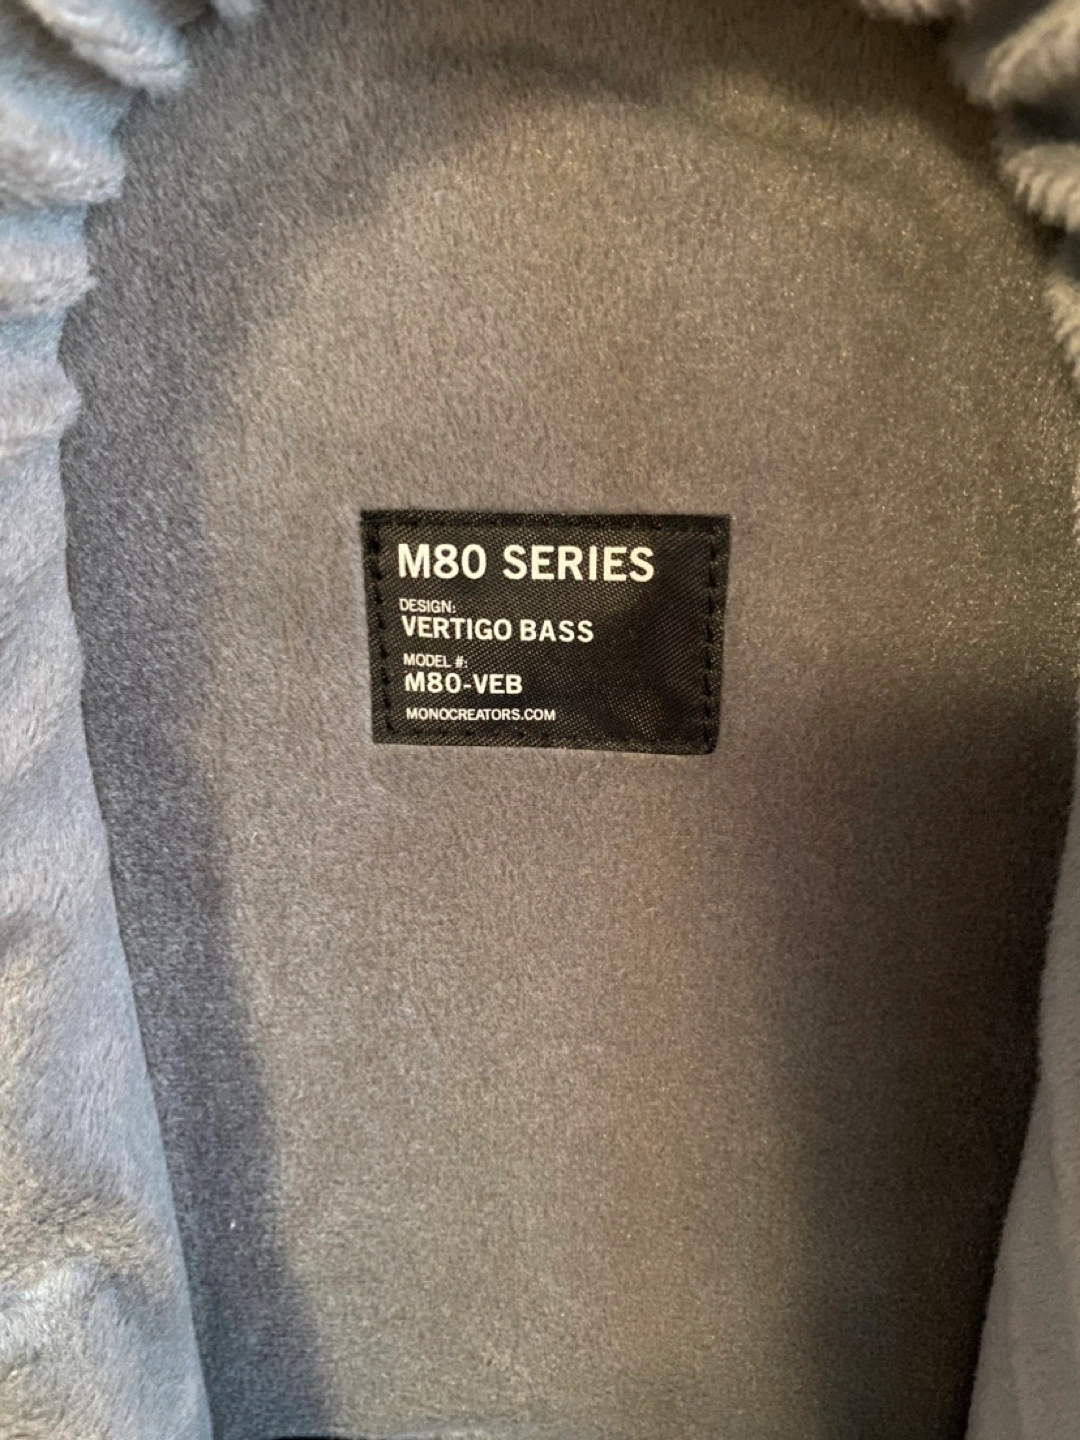 M80 SERIES
DESIGN:
VERTIGO BASS
MODEL #:
M80-VEB
MONOCREATORS.COM